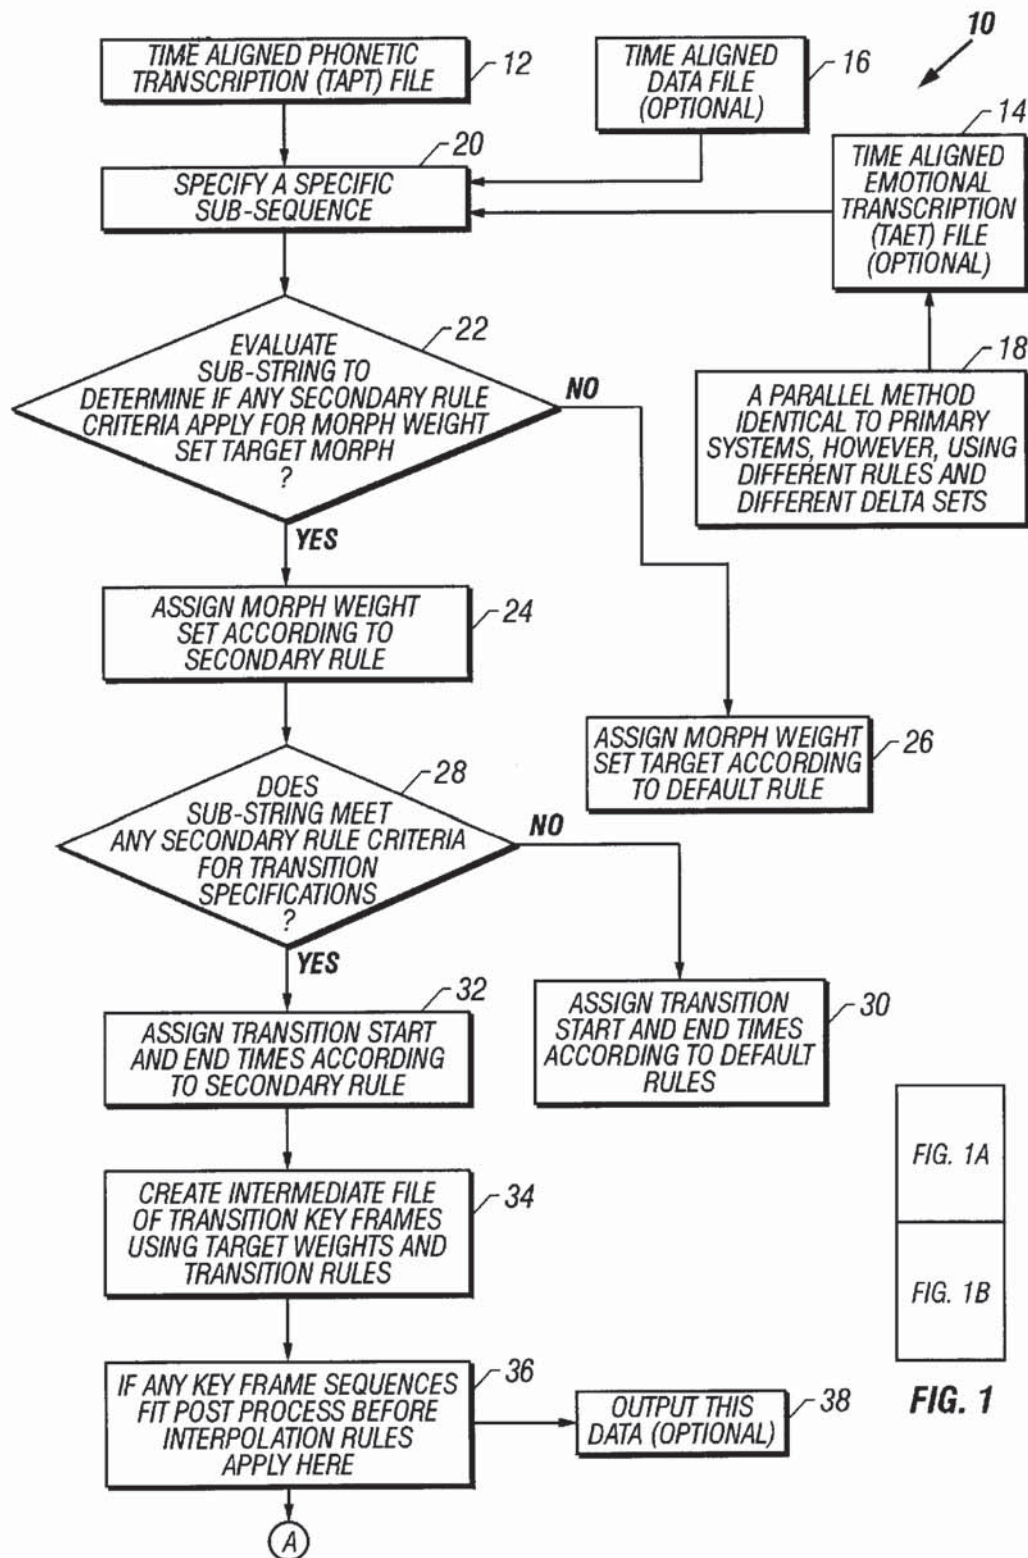 10
TIME ALIGNED PHONETIC
TRANSCRIPTION (TAPT) FILE
12
TIME ALIGNED
DATA FILE
(OPTIONAL)
16
14
TIME ALIGNED
EMOTIONAL
TRANSCRIPTION
(TAET) FILE
(OPTIONAL)
20
SPECIFY A SPECIFIC
SUB-SEQUENCE
18
A PARALLEL METHOD
IDENTICAL TO PRIMARY
SYSTEMS, HOWEVER, USING
DIFFERENT RULES AND
DIFFERENT DELTA SETS
22
EVALUATE
SUB-STRING TO
DETERMINE IF ANY SECONDARY RULE
CRITERIA APPLY FOR MORPH WEIGHT
SET TARGET MORPH
?
NO
YES
ASSIGN MORPH WEIGHT
SET ACCORDING TO
SECONDARY RULE
24
ASSIGN MORPH WEIGHT
SET TARGET ACCORDING
TO DEFAULT RULE
26
28
DOES
SUB-STRING MEET
ANY SECONDARY RULE CRITERIA
FOR TRANSITION
SPECIFICATIONS
?
NO
YES
32
ASSIGN TRANSITION START
AND END TIMES ACCORDING
TO SECONDARY RULE
ASSIGN TRANSITION
START AND END TIMES
ACCORDING TO DEFAULT
RULES
30
CREATE INTERMEDIATE FILE
OF TRANSITION KEY FRAMES
USING TARGET WEIGHTS AND
TRANSITION RULES
34
IF ANY KEY FRAME SEQUENCES
FIT POST PROCESS BEFORE
INTERPOLATION RULES
APPLY HERE
36
OUTPUT THIS
DATA (OPTIONAL)
38
A
FIG. 1A
FIG. 1B
FIG. 1